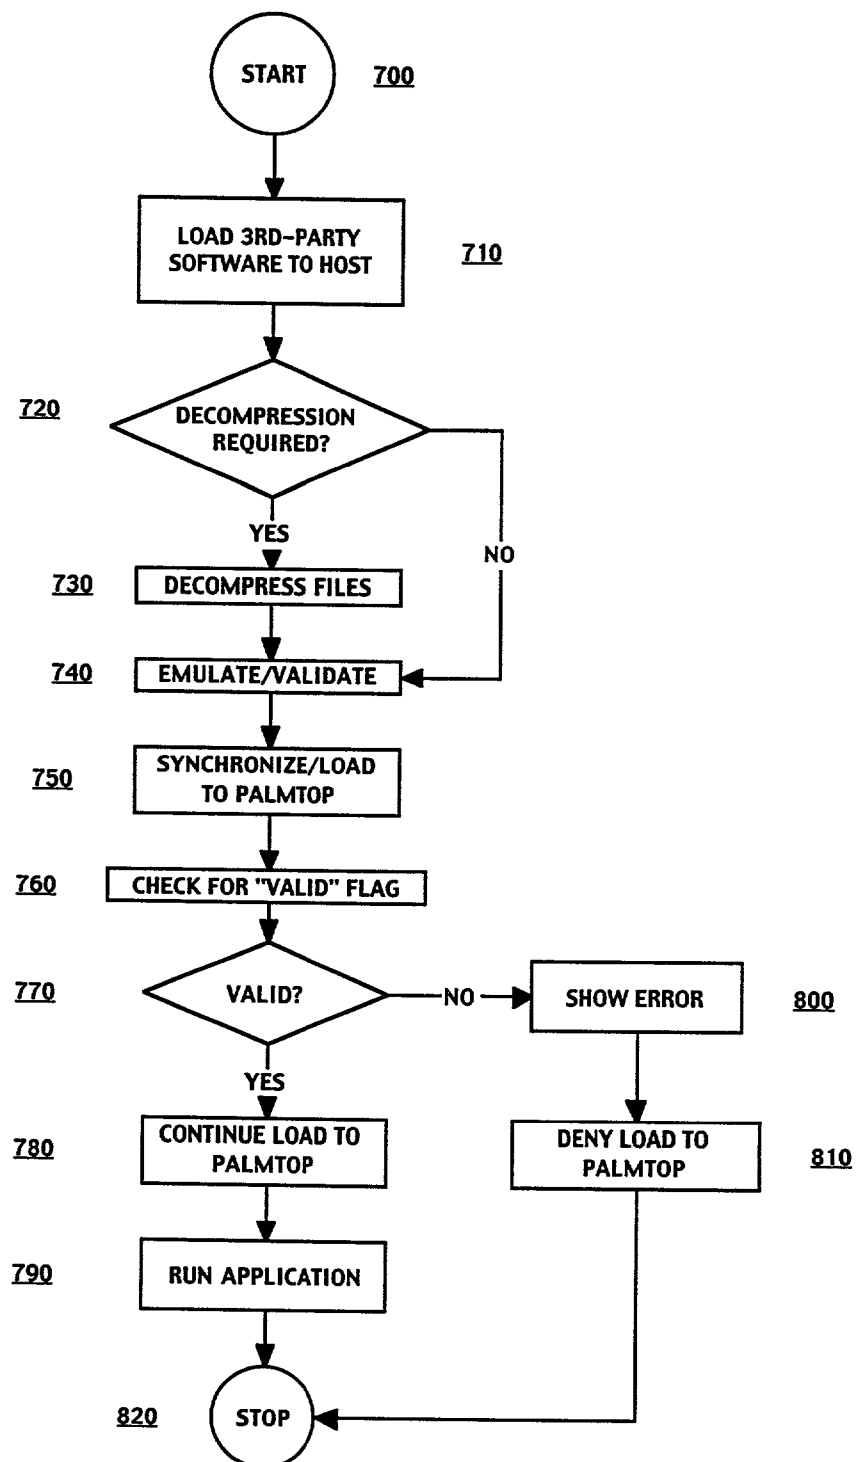 START
700
LOAD 3RD-PARTY
SOFTWARE TO HOST
710
720
DECOMPRESSION
REQUIRED?
YES
NO
730
DECOMPRESS FILES
740
EMULATE/VALIDATE
750
SYNCHRONIZE/LOAD
TO PALMTOP
760
CHECK FOR "VALID" FLAG
770
VALID?
NO
SHOW ERROR
800
YES
780
CONTINUE LOAD TO
PALMTOP
DENY LOAD TO
PALMTOP
810
790
RUN APPLICATION
820
STOP